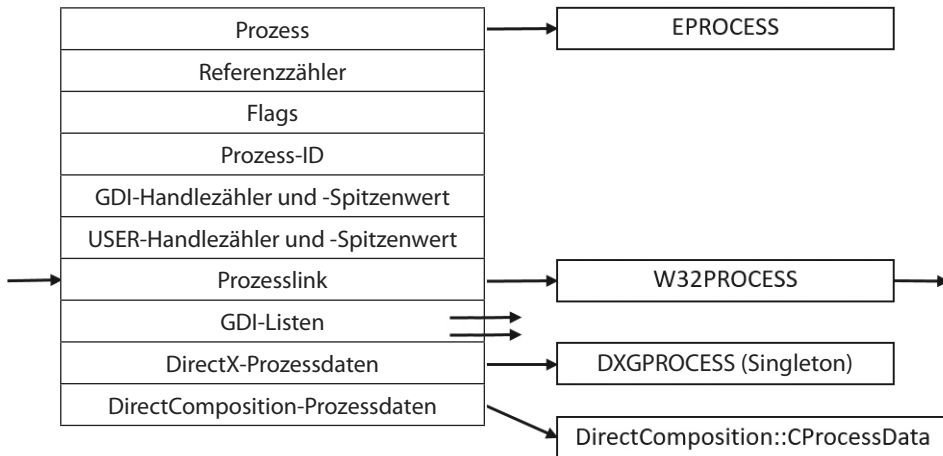 Prozess
EPROCESS
Referenzzähler
Flags
Prozess-ID
GDI-Handlezähler und -Spitzenwert
USER-Handlezähler und -Spitzenwert
Prozesslink
W32PROCESS
GDI-Listen
DirectX-Prozessdaten
DXGPROCESS (Singleton)
DirectComposition-Prozessdaten
DirectComposition::CProcessData